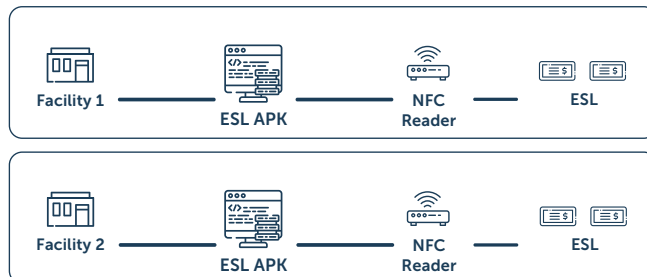 Facility 1
ESL APK
NFC
Reader
ESL
Facility 2
ESL APK
NFC
Reader
ESL